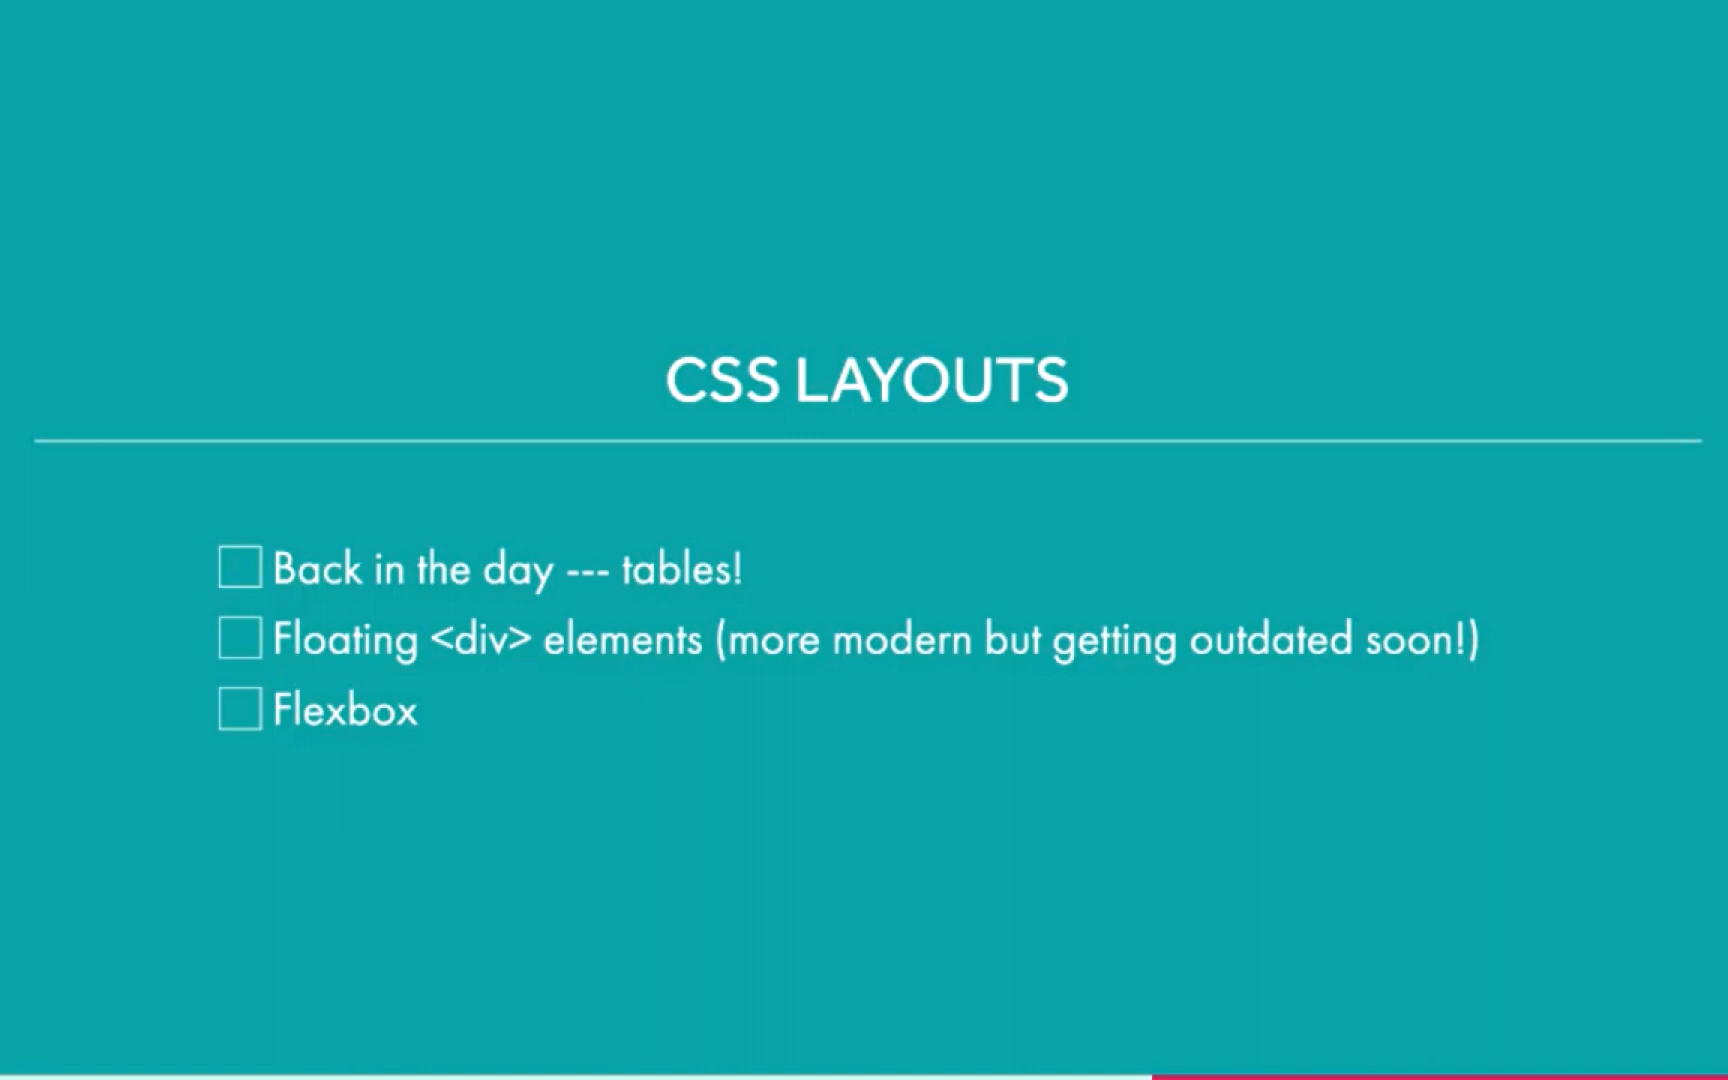 CSS LAYOUTS
Back in the day --- tables!
Floating <div> elements (more modern but getting outdated soon!)
Flexbox